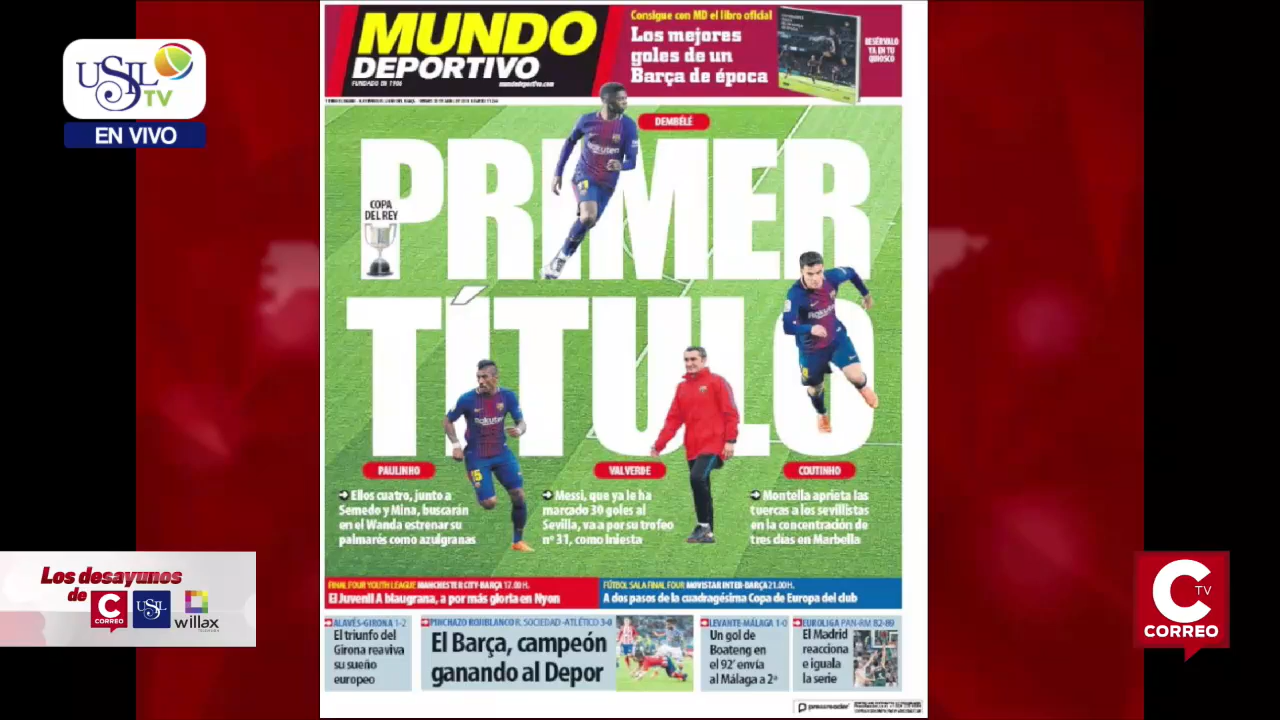 USIL
TV
EN VIVO
MUNDO
DEPORTIVO
FUNDADO EN 1906
mundodeportivo.com
Consigue con MD el libro oficial
Los mejores
goles de un
Barça de época
RESÉRVALO
YA EN TU
QUIOSCO
DEMBÉLÉ
PRIMER
COPA
DEL REY
TÍTULO
PAULINHO
VALVERDE
COUTINHO
Ellos cuatro, junto a
Semedo y Mina, buscarán
en el Wanda estrenar su
palmarés como azulgranas
Messi, que ya le ha
marcado 30 goles al
Sevilla, va a por su trofeo
nº 31, como Iniesta
Montella aprieta las
tuercas a los sevillistas
en la concentración de
tres días en Marbella
FINAL FOUR YOUTH LEAGUE MANCHESTER CITY-BARÇA 17.00 H.
El Juvenil A blaugrana, a por más gloria en Nyon
FÚTBOL SALA FINAL FOUR MOVISTAR INTER-BARÇA 21.00 H.
A dos pasos de la cuadragésima Copa de Europa del club
ALAVÉS-GIRONA 1-2
El triunfo del
Girona reaviva
su sueño
europeo
PINCHAZO ROJIBLANCO R. SOCIEDAD -ATLÉTICO 3-0
El Barça, campeón
ganando al Depor
LEVANTE-MÁLAGA 1-0
Un gol de
Boateng en
el 92' envía
al Málaga a 2ª
EUROLIGA PAN-RM 82-89
El Madrid
reacciona
e iguala
la serie
pressreader
Los desayunos
de
C
CORREO
USIL
willax
TELEVISIÓN
C
TV
CORREO